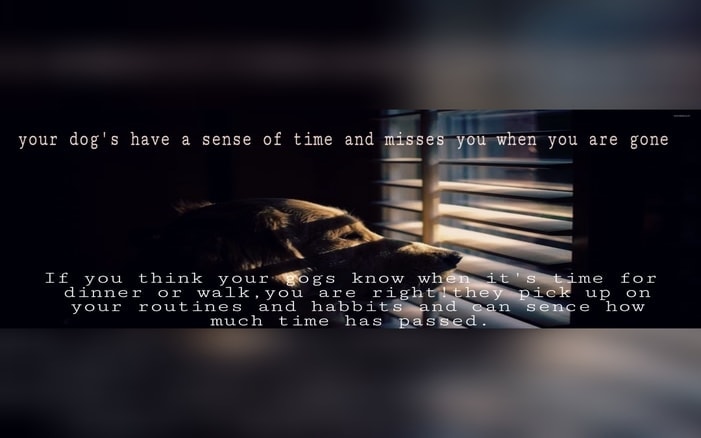 your dog's have a sense of time and misses you when you are gone
If you think your gogs know when it's time for
dinner or walk,you are right!they pick up on
your routines and habbits and can sence how
much time has passed.